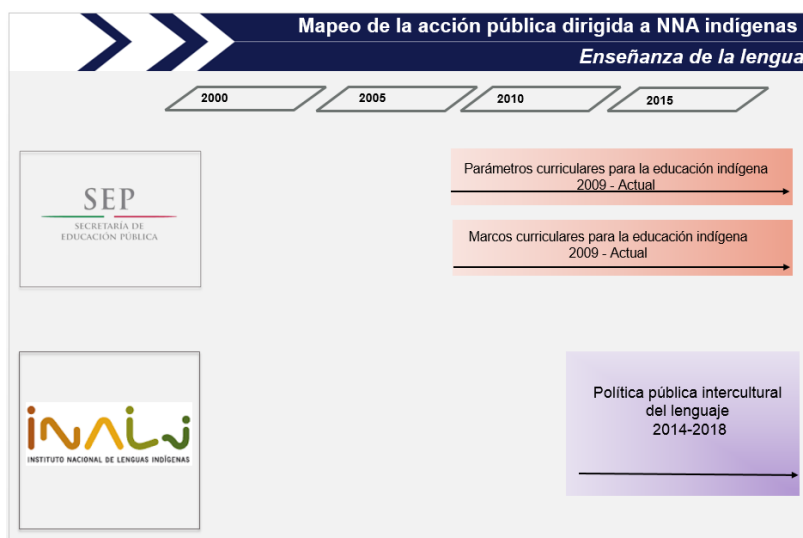 Mapeo de la acción pública dirigida a NNA indígenas
Enseñanza de la lengua
2000
2005
2010
2015
SEP
SECRETARÍA DE
EDUCACIÓN PÚBLICA
Parámetros curriculares para la educación indígena
2009 - Actual
Marcos curriculares para la educación indígena
2009 - Actual
INALI
INSTITUTO NACIONAL DE LENGUAS INDÍGENAS
Política pública intercultural
del lenguaje
2014-2018